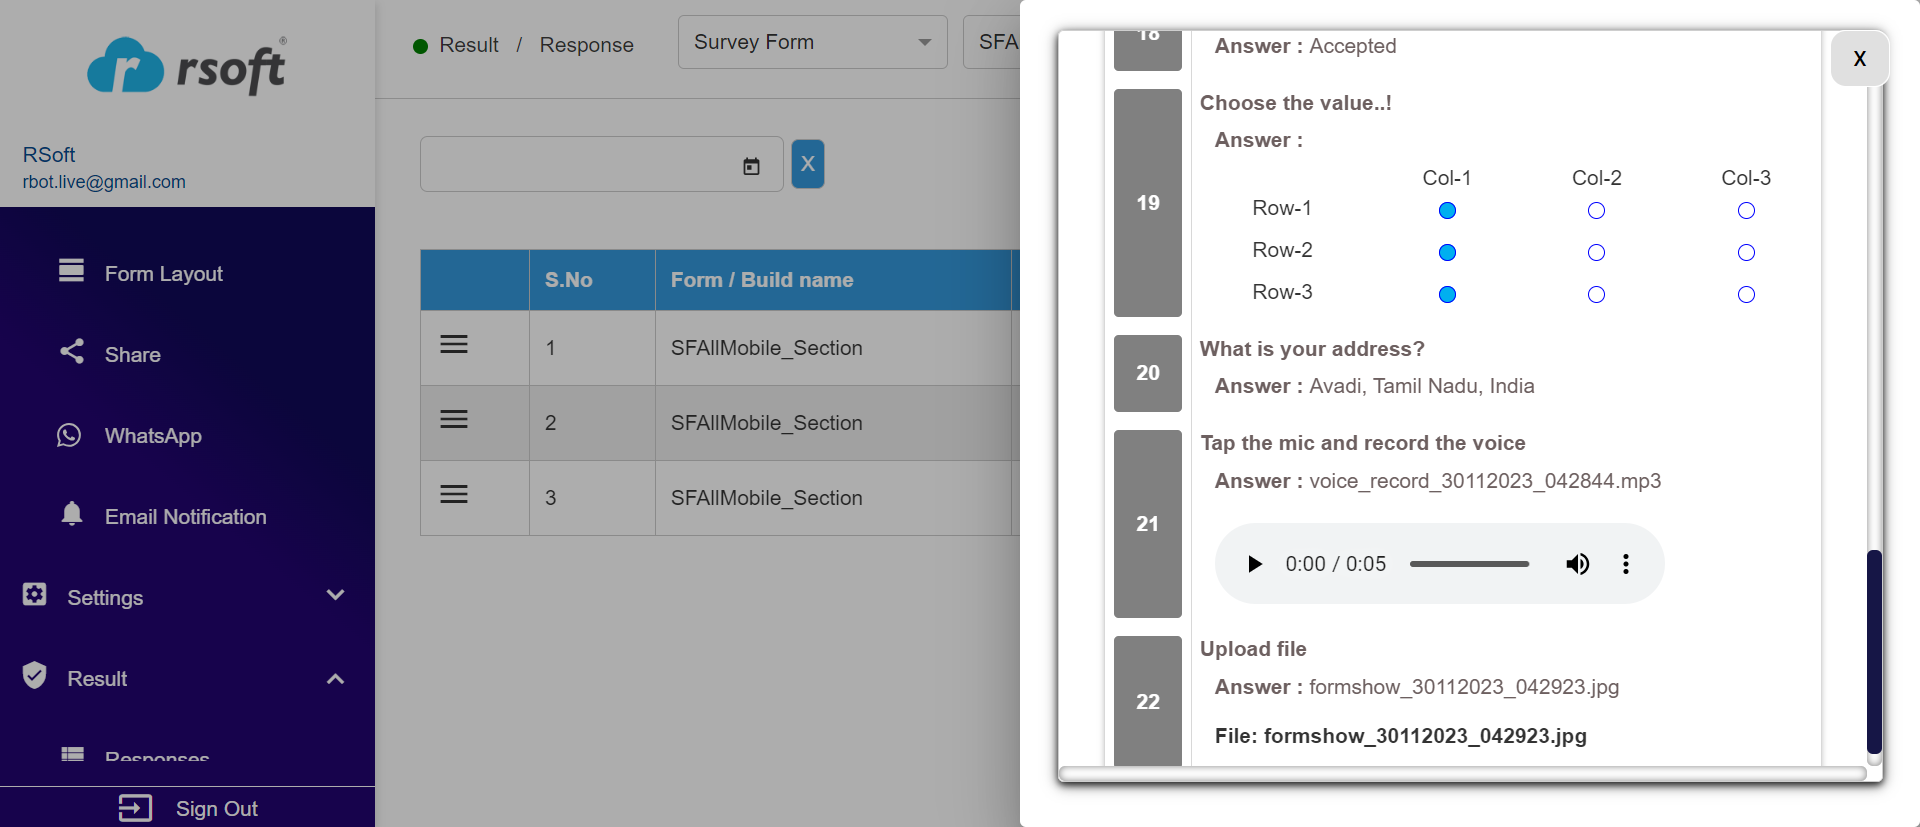 rsoft®
RSoft
rbot.live@gmail.com
Form Layout
Share
WhatsApp
Email Notification
Settings
Result
Responses
Sign Out
Result / Response
Survey Form
SFA
X
S.No
Form / Build name
1
SFAllMobile_Section
2
SFAllMobile_Section
3
SFAllMobile_Section
X
18
Answer : Accepted
19
Choose the value..!
Answer :
Col-1 Col-2 Col-3
Row-1
Row-2
Row-3
20
What is your address?
Answer : Avadi, Tamil Nadu, India
21
Tap the mic and record the voice
Answer : voice_record_30112023_042844.mp3
0:00 / 0:05
22
Upload file
Answer : formshow_30112023_042923.jpg
File: formshow_30112023_042923.jpg